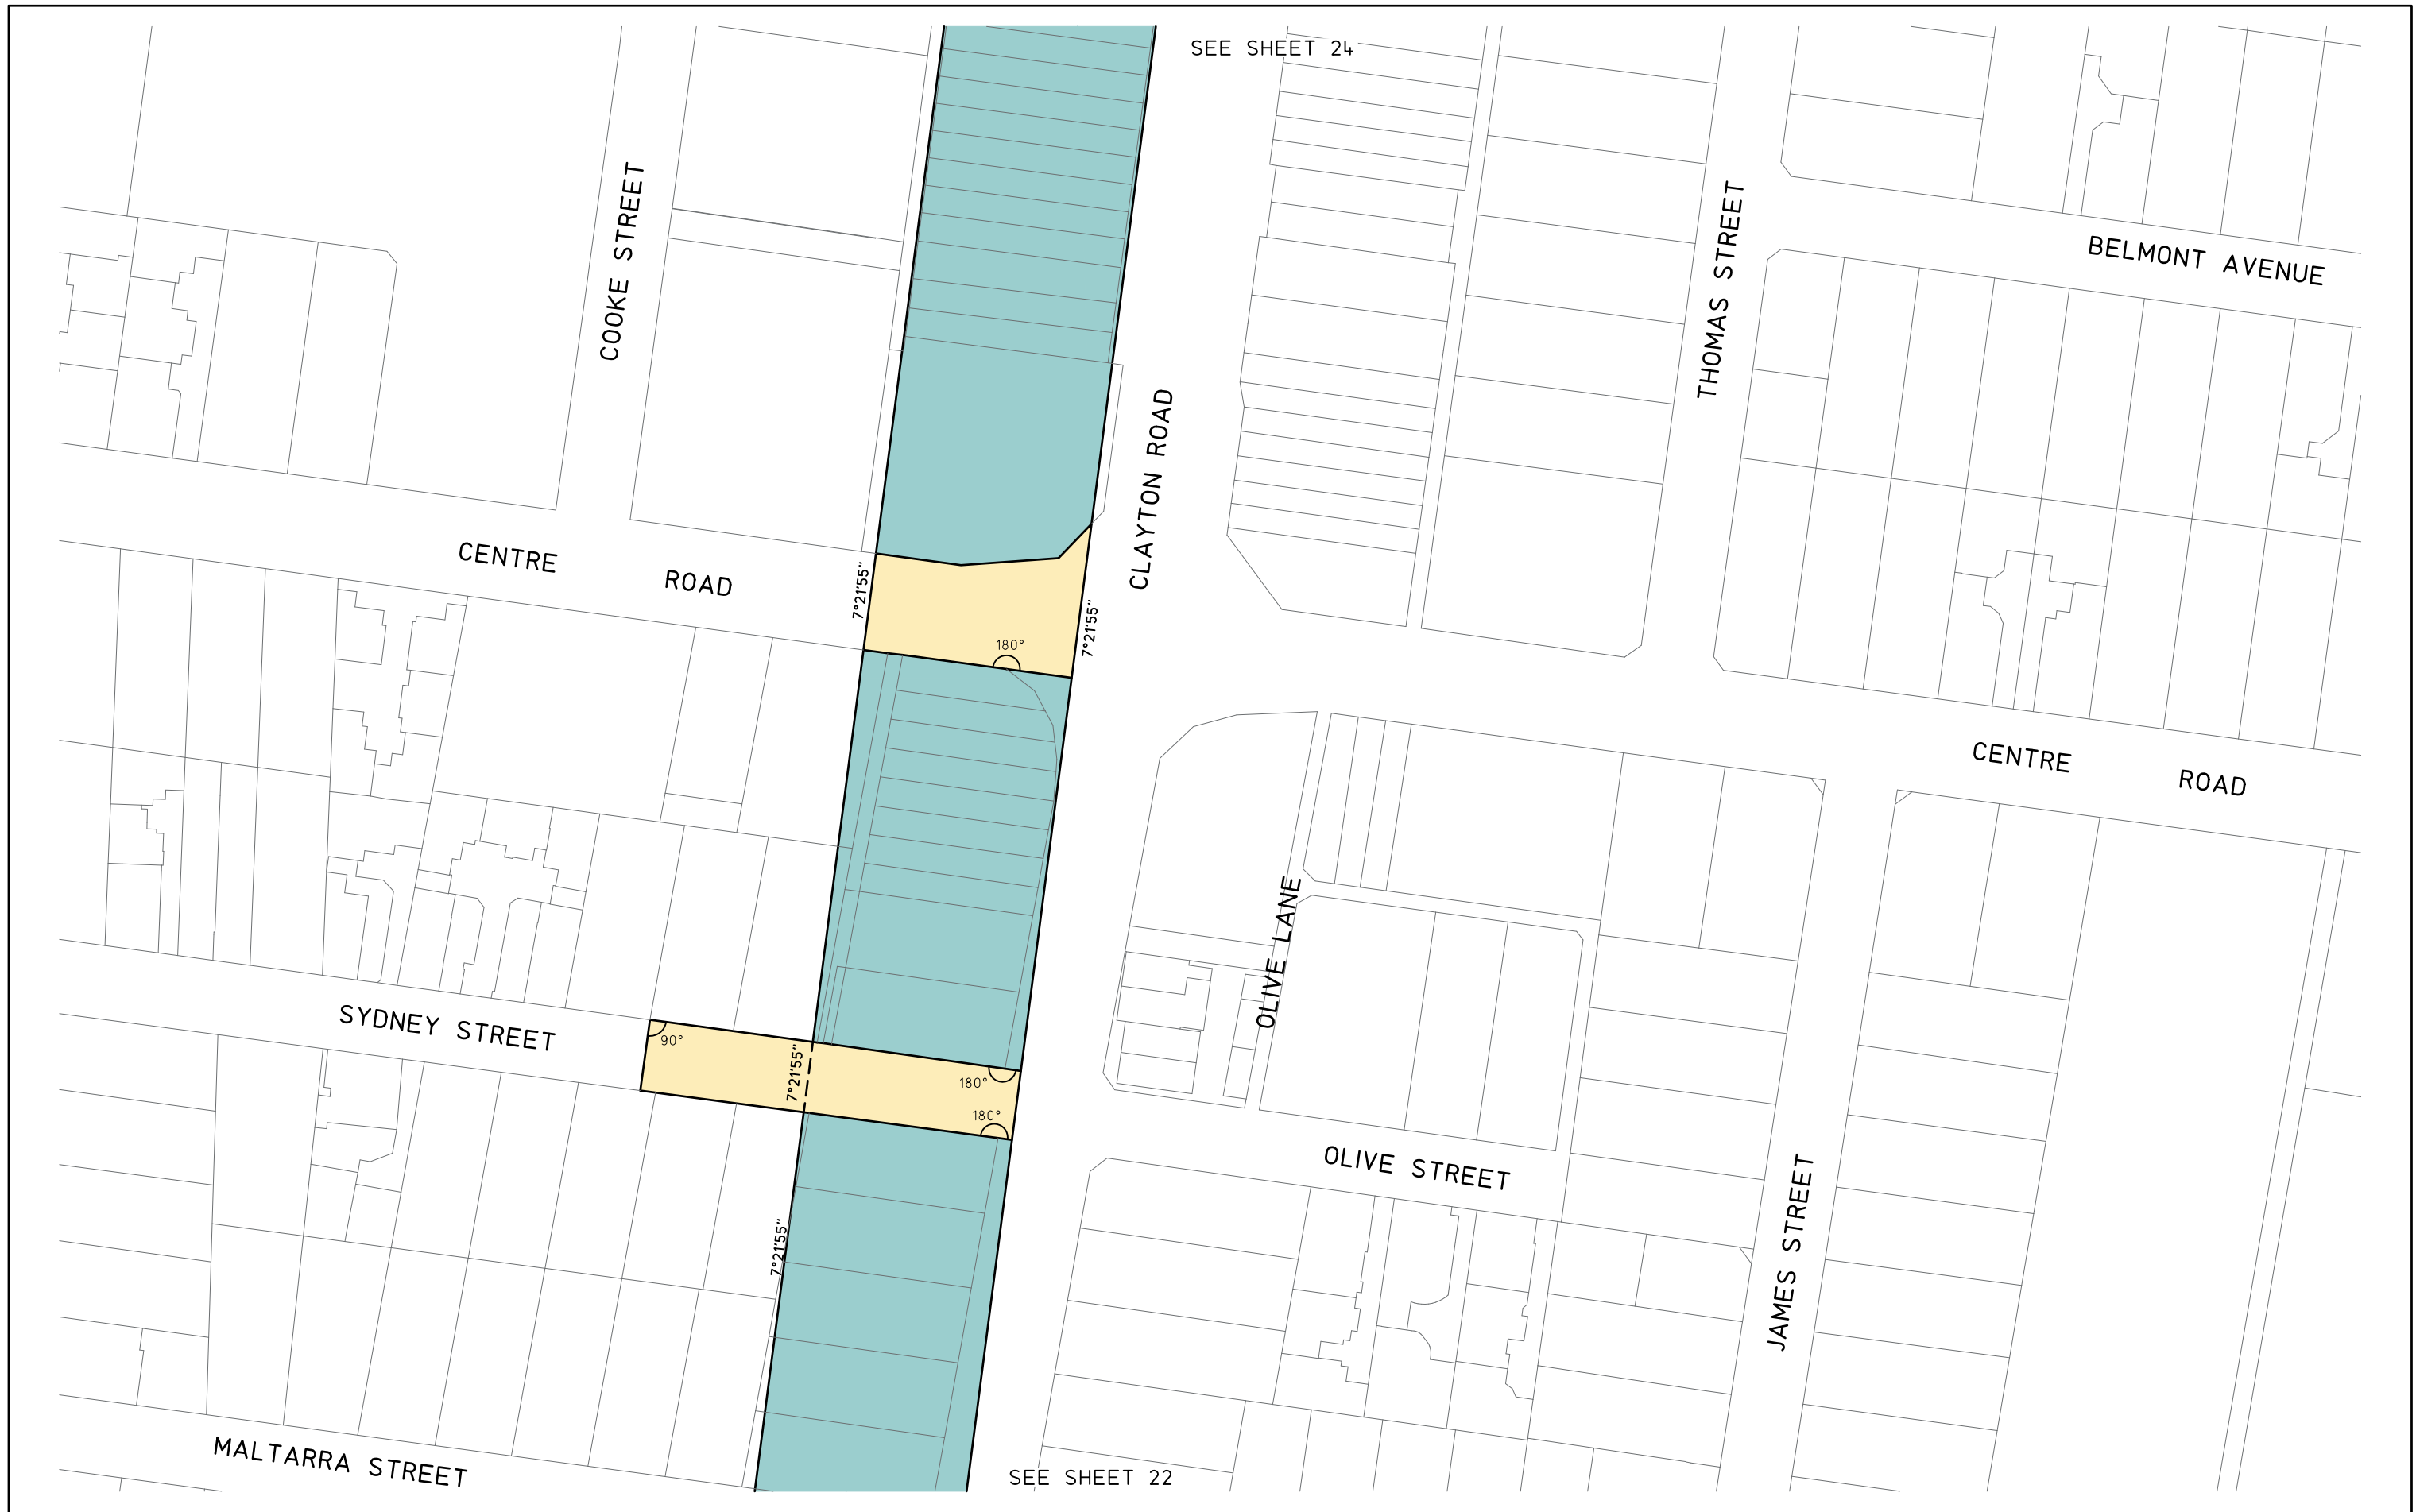 SEE SHEET 24
COOKE STREET
THOMAS STREET
BELMONT AVENUE
CLAYTON ROAD
CENTRE ROAD
7°21'55"
7°21'55"
180°
CENTRE ROAD
OLIVE LANE
SYDNEY STREET
90°
7°21'55"
180°
180°
OLIVE STREET
JAMES STREET
7°21'55"
MALTARRA STREET
SEE SHEET 22